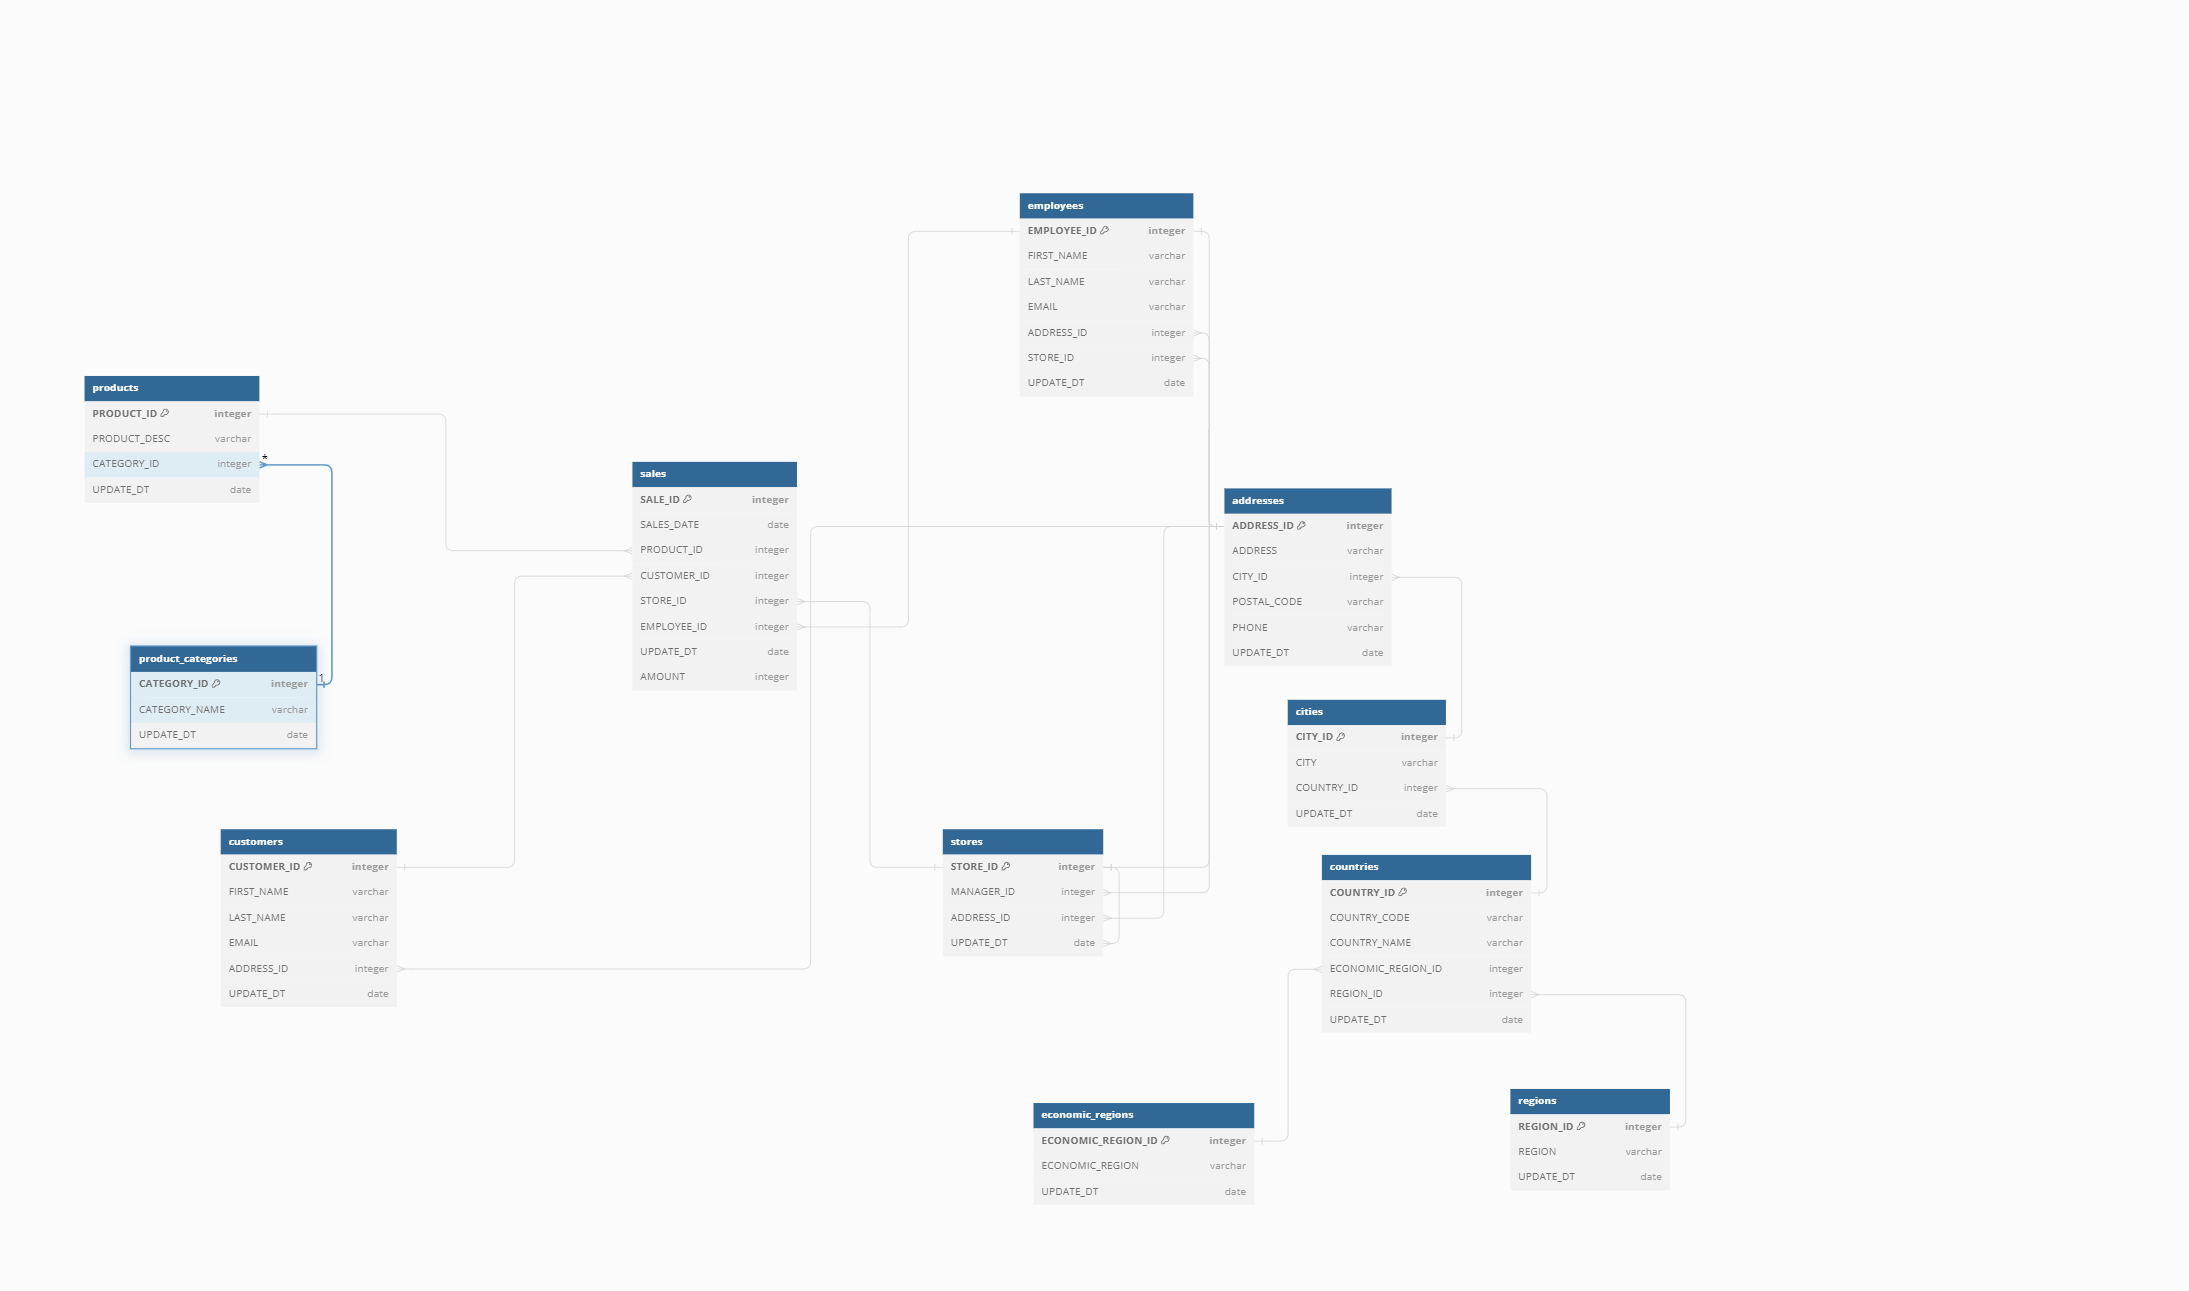 employees
EMPLOYEE_ID integer
FIRST_NAME varchar
LAST_NAME varchar
EMAIL varchar
ADDRESS_ID integer
STORE_ID integer
UPDATE_DT date
products
PRODUCT_ID integer
PRODUCT_DESC varchar
CATEGORY_ID integer *
UPDATE_DT date
sales
SALE_ID integer
SALES_DATE date
PRODUCT_ID integer
CUSTOMER_ID integer
STORE_ID integer
EMPLOYEE_ID integer
UPDATE_DT date
AMOUNT integer
addresses
ADDRESS_ID integer
ADDRESS varchar
CITY_ID integer
POSTAL_CODE varchar
PHONE varchar
UPDATE_DT date
product_categories
CATEGORY_ID integer 1
CATEGORY_NAME varchar
UPDATE_DT date
cities
CITY_ID integer
CITY varchar
COUNTRY_ID integer
UPDATE_DT date
customers
CUSTOMER_ID integer
FIRST_NAME varchar
LAST_NAME varchar
EMAIL varchar
ADDRESS_ID integer
UPDATE_DT date
stores
STORE_ID integer
MANAGER_ID integer
ADDRESS_ID integer
UPDATE_DT date
countries
COUNTRY_ID integer
COUNTRY_CODE varchar
COUNTRY_NAME varchar
ECONOMIC_REGION_ID integer
REGION_ID integer
UPDATE_DT date
economic_regions
ECONOMIC_REGION_ID integer
ECONOMIC_REGION varchar
UPDATE_DT date
regions
REGION_ID integer
REGION varchar
UPDATE_DT date